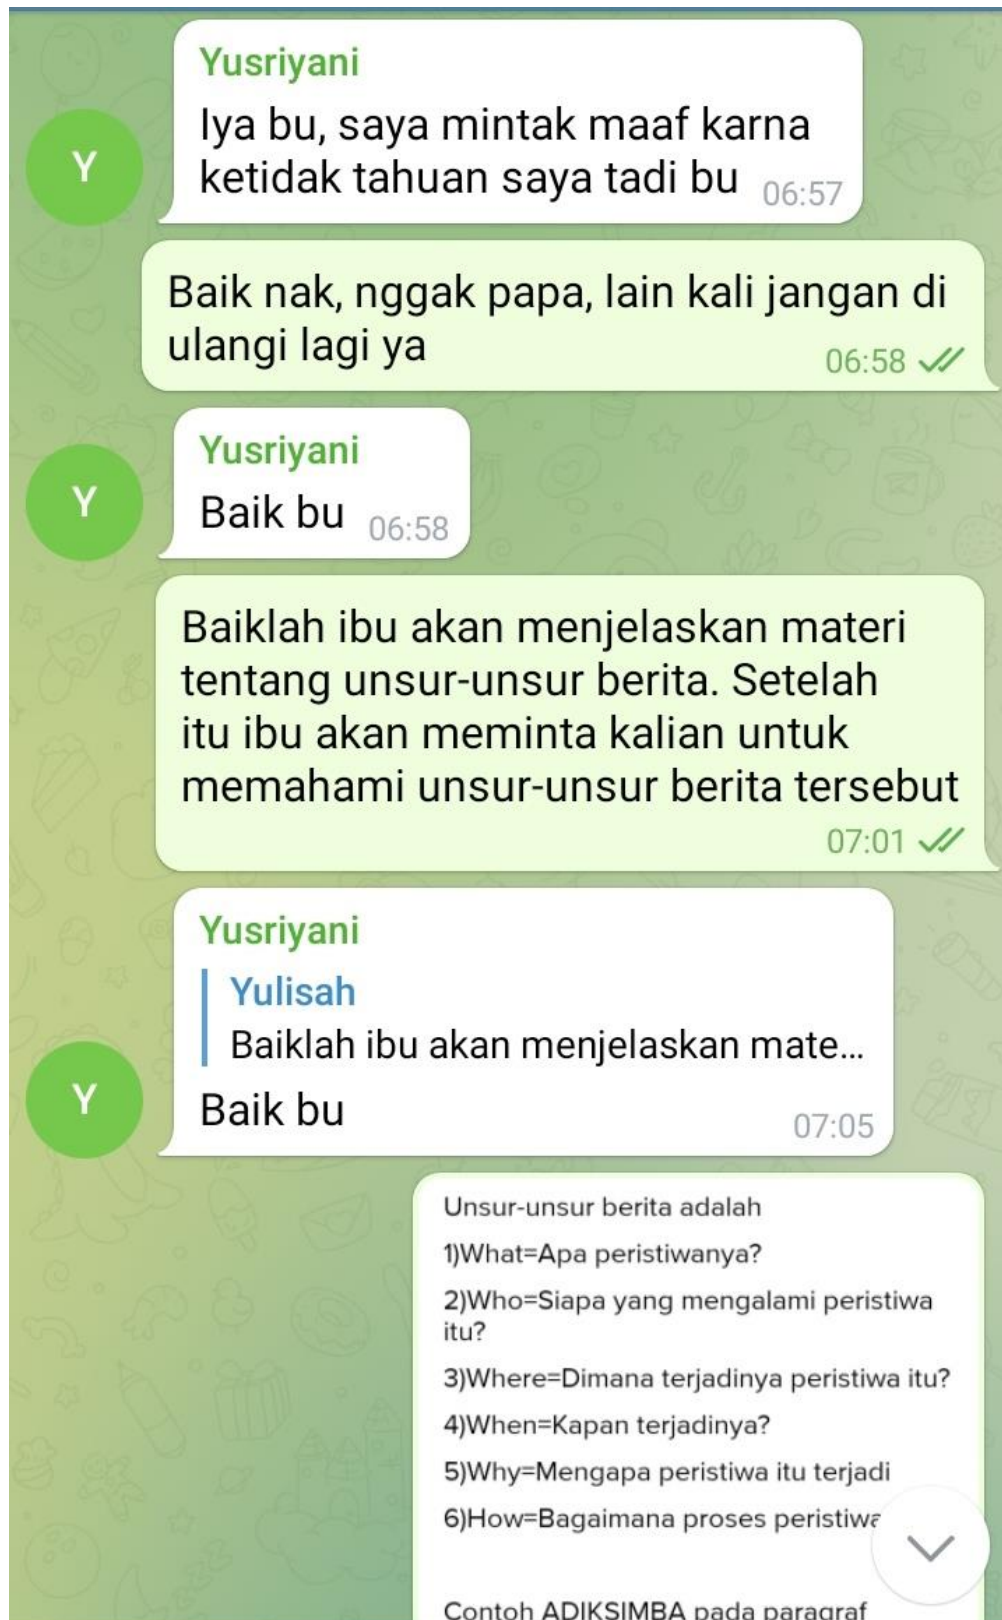 Yusriyani
Iya bu, saya mintak maaf karna
ketidak tahuan saya tadi bu 06:57
Y
Baik nak, nggak papa, lain kali jangan di
ulangi lagi ya
06:58
Yusriyani
Baik bu 06:58
Y
Baiklah ibu akan menjelaskan materi
tentang unsur-unsur berita. Setelah
itu ibu akan meminta kalian untuk
memahami unsur-unsur berita tersebut
07:01
Yusriyani
Yulisah
Baiklah ibu akan menjelaskan mate...
Baik bu
07:05
Y
Unsur-unsur berita adalah
1)What=Apa peristiwanya?
2)Who=Siapa yang mengalami peristiwa
itu?
3)Where=Dimana terjadinya peristiwa itu?
4)When=Kapan terjadinya?
5)Why=Mengapa peristiwa itu terjadi
6)How=Bagaimana proses peristiwa
Contoh ADIKSIMBA pada paragraf